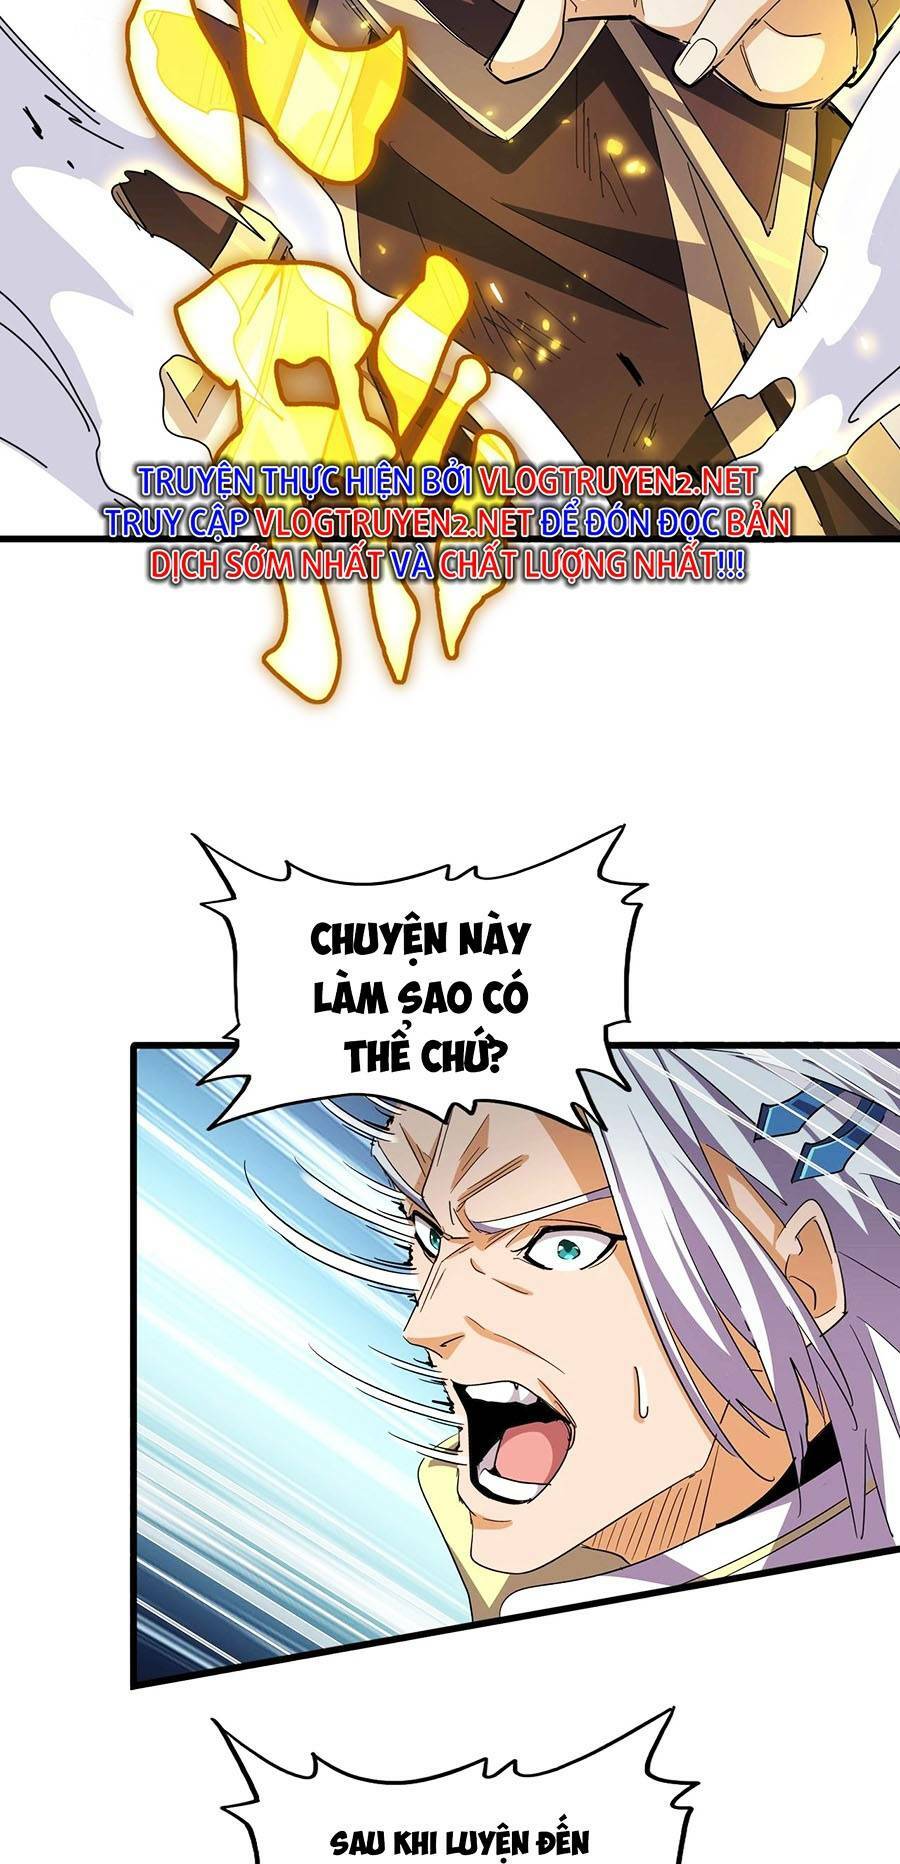 TRUYỆN THỰC HIỆN BỞI VLOGTRUYEN2.NET
TRUY CẬP VLOGTRUYEN2.NET ĐỂ ĐÓN ĐỌC BẢN
DỊCH SỚM NHẤT VÀ CHẤT LƯỢNG NHẤT!!!
CHUYỆN NÀY
LÀM SAO CÓ
THỂ CHỨ?
SAU KHI LUYỆN ĐẾN